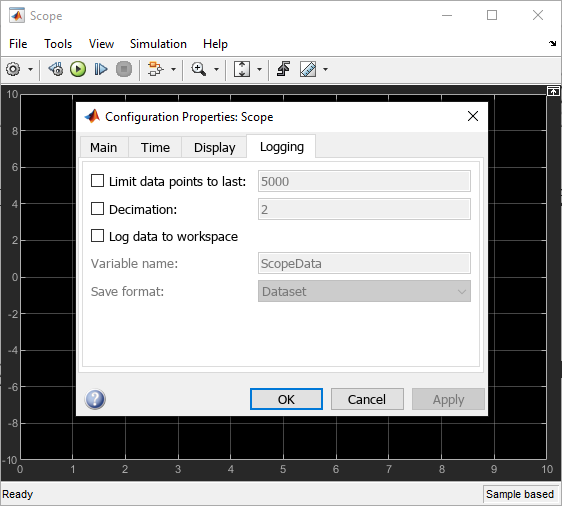 Scope
File Tools View Simulation Help
10
8
6
4
2
0
-2
-4
-6
-8
-10
Configuration Properties: Scope
Main Time Display Logging
Limit data points to last: 5000
Decimation: 2
Log data to workspace
Variable name: ScopeData
Save format: Dataset
? OK Cancel Apply
0 1 2 3 4 5 6 7 8 9 10
Ready Sample based